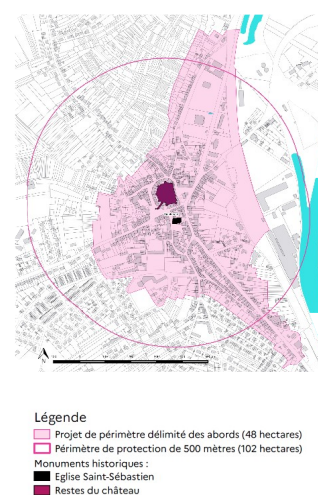 N
Légende
Projet de périmètre délimité des abords (48 hectares)
Périmètre de protection de 500 mètres (102 hectares)
Monuments historiques :
Eglise Saint-Sébastien
Restes du château